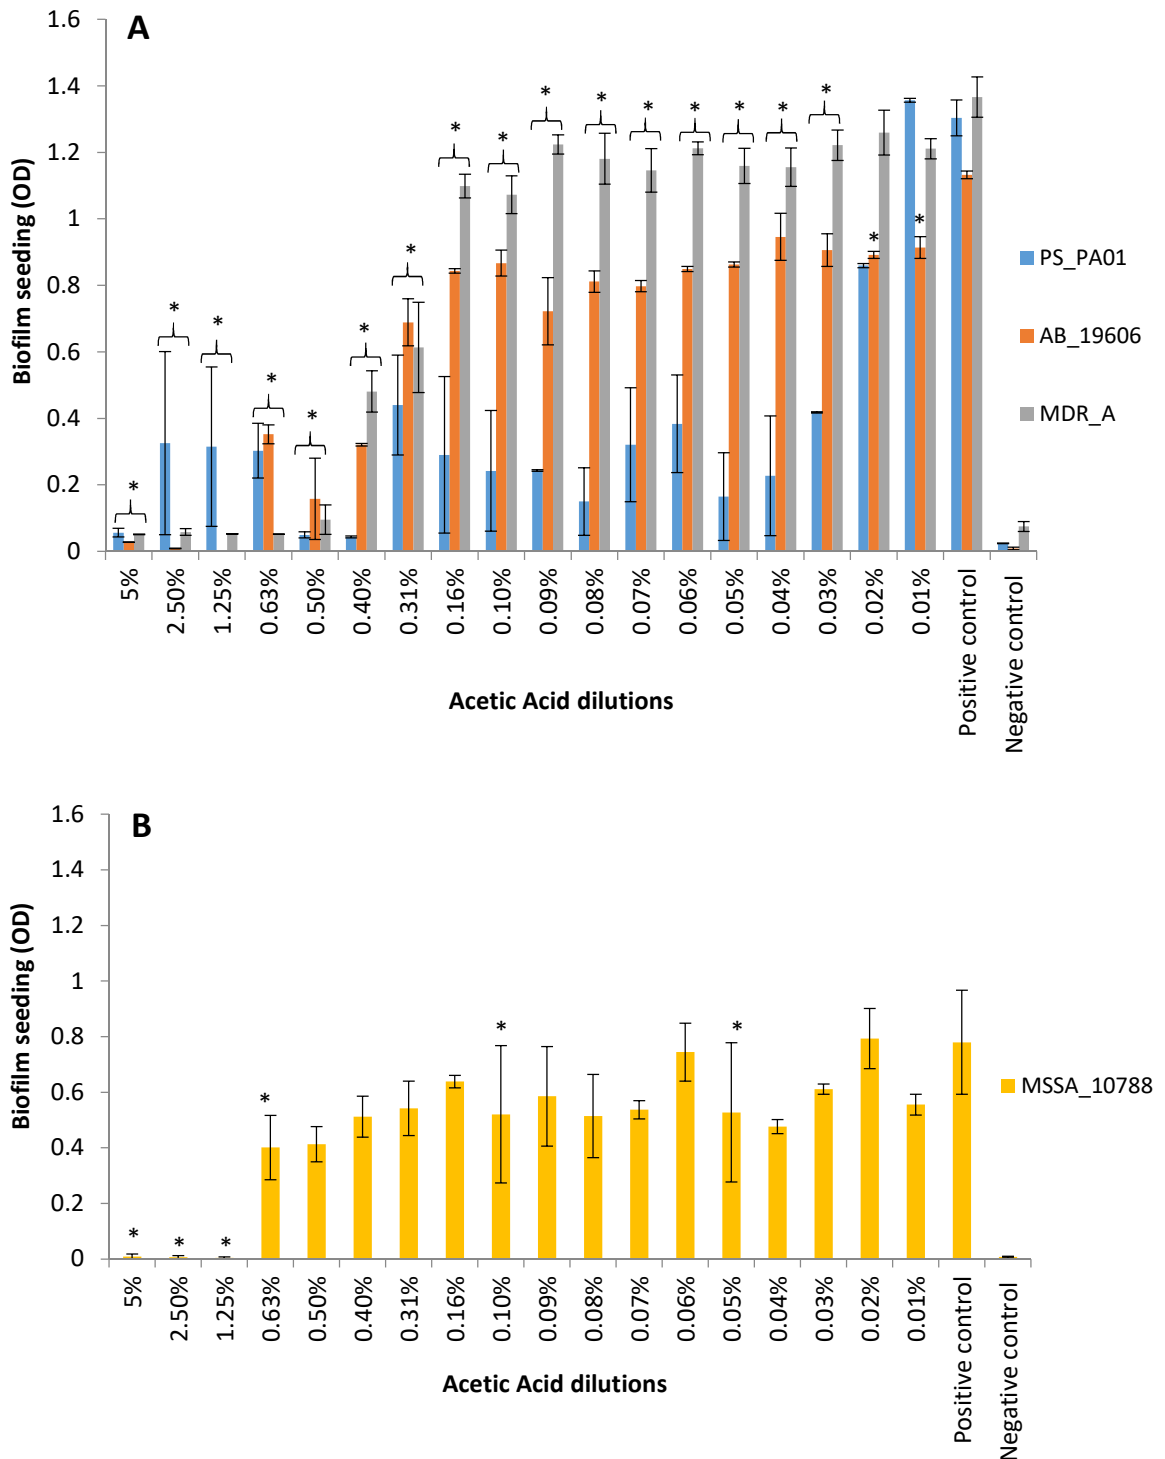 A
1.6
1.4
1.2
1
0.8
0.6
0.4
0.2
0
Biofilm seeding (OD)
* * * * * * * * * * * * * * * * * *
PS_PA01
AB_19606
MDR_A
5% 2.50% 1.25% 0.63% 0.50% 0.40% 0.31% 0.16% 0.10% 0.09% 0.08% 0.07% 0.06% 0.05% 0.04% 0.03% 0.02% 0.01% Positive control Negative control
Acetic Acid dilutions
B
1.6
1.4
1.2
1
0.8
0.6
0.4
0.2
0
Biofilm seeding (OD)
* * * * * *
MSSA_10788
5% 2.50% 1.25% 0.63% 0.50% 0.40% 0.31% 0.16% 0.10% 0.09% 0.08% 0.07% 0.06% 0.05% 0.04% 0.03% 0.02% 0.01% Positive control Negative control
Acetic Acid dilutions